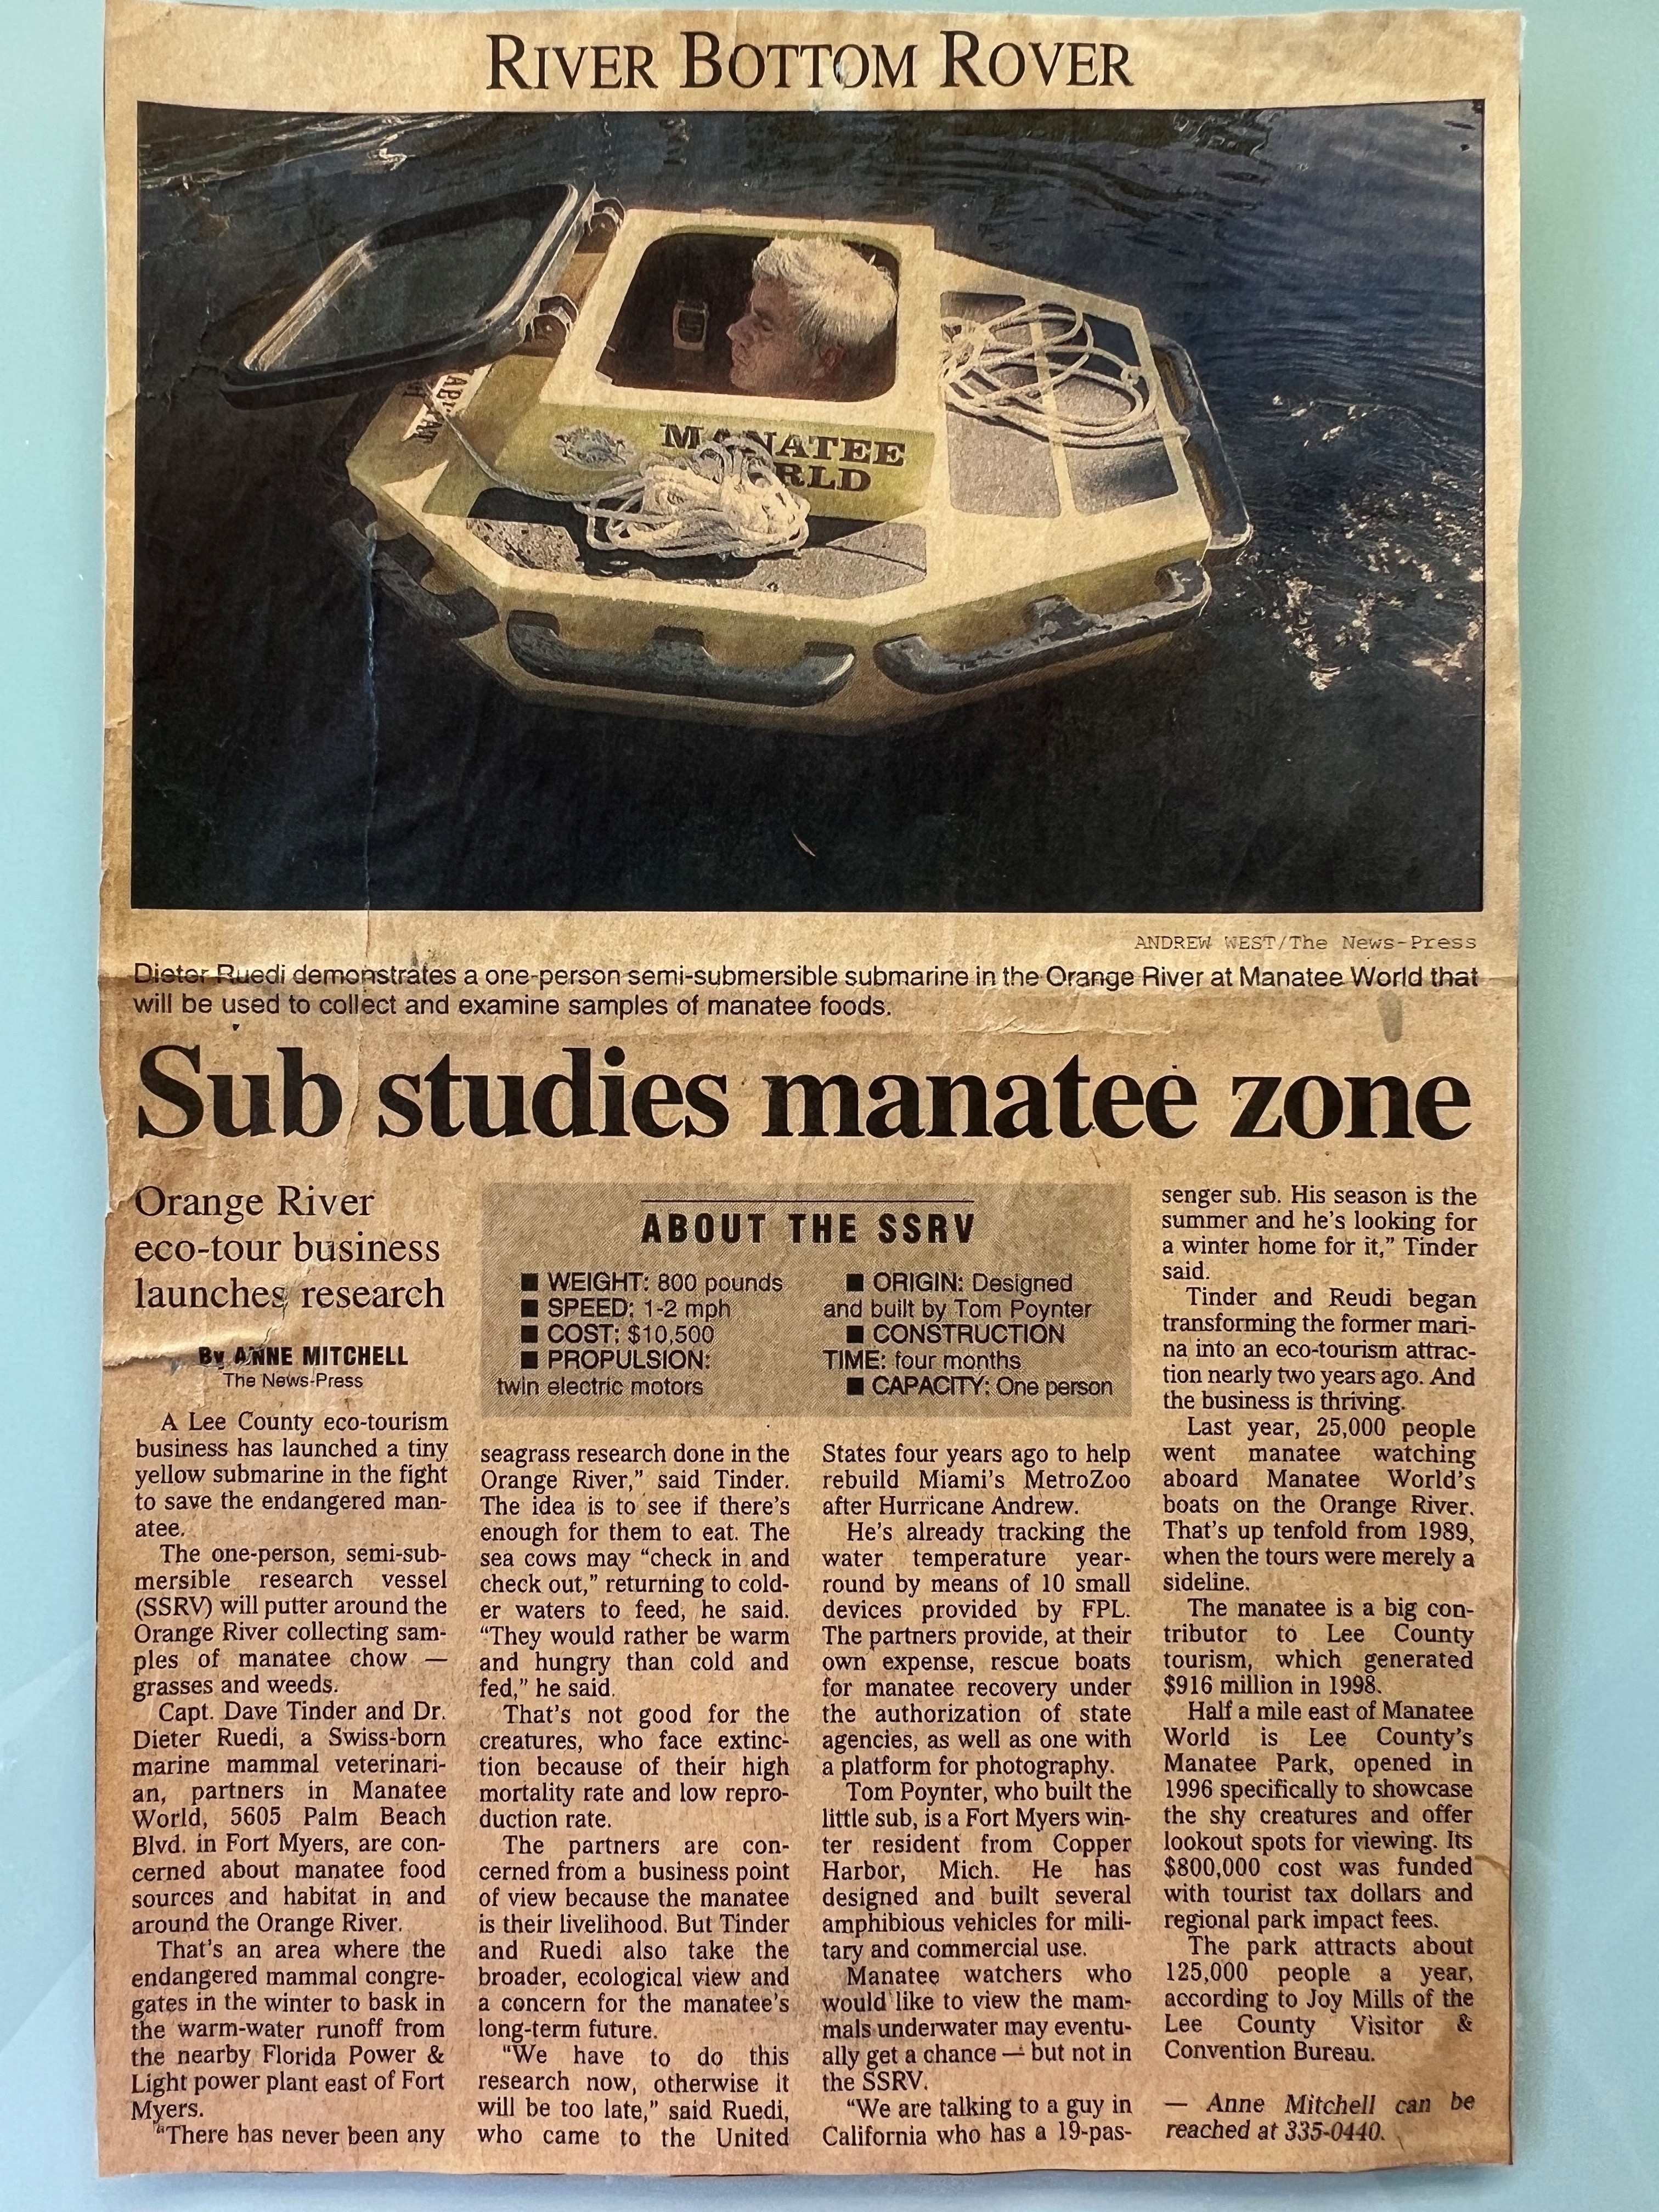 RIVER BOTTOM ROVER
MANATEE
RLD
ANDREW WEST/The News-Press
Dieter Ruedi demonstrates a one-person semi-submersible submarine in the Orange River at Manatee World that
will be used to collect and examine samples of manatee foods.
Sub studies manatee zone
Orange River
eco-tour business
launches research
By ANNE MITCHELL
The News-Press
A Lee County eco-tourism
business has launched a tiny
yellow submarine in the fight
to save the endangered man-
atee.
The one-person, semi-sub-
mersible research vessel
(SSRV) will putter around the
Orange River collecting sam-
ples of manatee chow —
grasses and weeds.
Capt. Dave Tinder and Dr.
Dieter Ruedi, a Swiss-born
marine mammal veterinari-
an, partners in Manatee
World, 5605 Palm Beach
Blvd. in Fort Myers, are con-
cerned about manatee food
sources and habitat in and
around the Orange River.
That's an area where the
endangered mammal congre-
gates in the winter to bask in
the warm-water runoff from
the nearby Florida Power &
Light power plant east of Fort
Myers.
“There has never been any
ABOUT THE SSRV
■ WEIGHT: 800 pounds
■ SPEED: 1-2 mph
■ COST: $10,500
■ PROPULSION:
twin electric motors
■ ORIGIN: Designed
and built by Tom Poynter
■ CONSTRUCTION
TIME: four months
■ CAPACITY: One person
seagrass research done in the
Orange River,” said Tinder.
The idea is to see if there's
enough for them to eat. The
sea cows may “check in and
check out,” returning to cold-
er waters to feed, he said.
“They would rather be warm
and hungry than cold and
fed,” he said.
That's not good for the
creatures, who face extinc-
tion because of their high
mortality rate and low repro-
duction rate.
The partners are con-
cerned from a business point
of view because the manatee
is their livelihood. But Tinder
and Ruedi also take the
broader, ecological view and
a concern for the manatee's
long-term future.
“We have to do this
research now, otherwise it
will be too late,” said Ruedi,
who came to the United
States four years ago to help
rebuild Miami's MetroZoo
after Hurricane Andrew.
He's already tracking the
water temperature year-
round by means of 10 small
devices provided by FPL.
The partners provide, at their
own expense, rescue boats
for manatee recovery under
the authorization of state
agencies, as well as one with
a platform for photography.
Tom Poynter, who built the
little sub, is a Fort Myers win-
ter resident from Copper
Harbor, Mich. He has
designed and built several
amphibious vehicles for mili-
tary and commercial use.
Manatee watchers who
would like to view the mam-
mals underwater may eventu-
ally get a chance — but not in
the SSRV.
“We are talking to a guy in
California who has a 19-pas-
senger sub. His season is the
summer and he's looking for
a winter home for it,” Tinder
said.
Tinder and Reudi began
transforming the former mari-
na into an eco-tourism attrac-
tion nearly two years ago. And
the business is thriving.
Last year, 25,000 people
went manatee watching
aboard Manatee World's
boats on the Orange River.
That's up tenfold from 1989,
when the tours were merely a
sideline.
The manatee is a big con-
tributor to Lee County
tourism, which generated
$916 million in 1998.
Half a mile east of Manatee
World is Lee County's
Manatee Park, opened in
1996 specifically to showcase
the shy creatures and offer
lookout spots for viewing. Its
$800,000 cost was funded
with tourist tax dollars and
regional park impact fees.
The park attracts about
125,000 people a year,
according to Joy Mills of the
Lee County Visitor &
Convention Bureau.
— Anne Mitchell can be
reached at 335-0440.